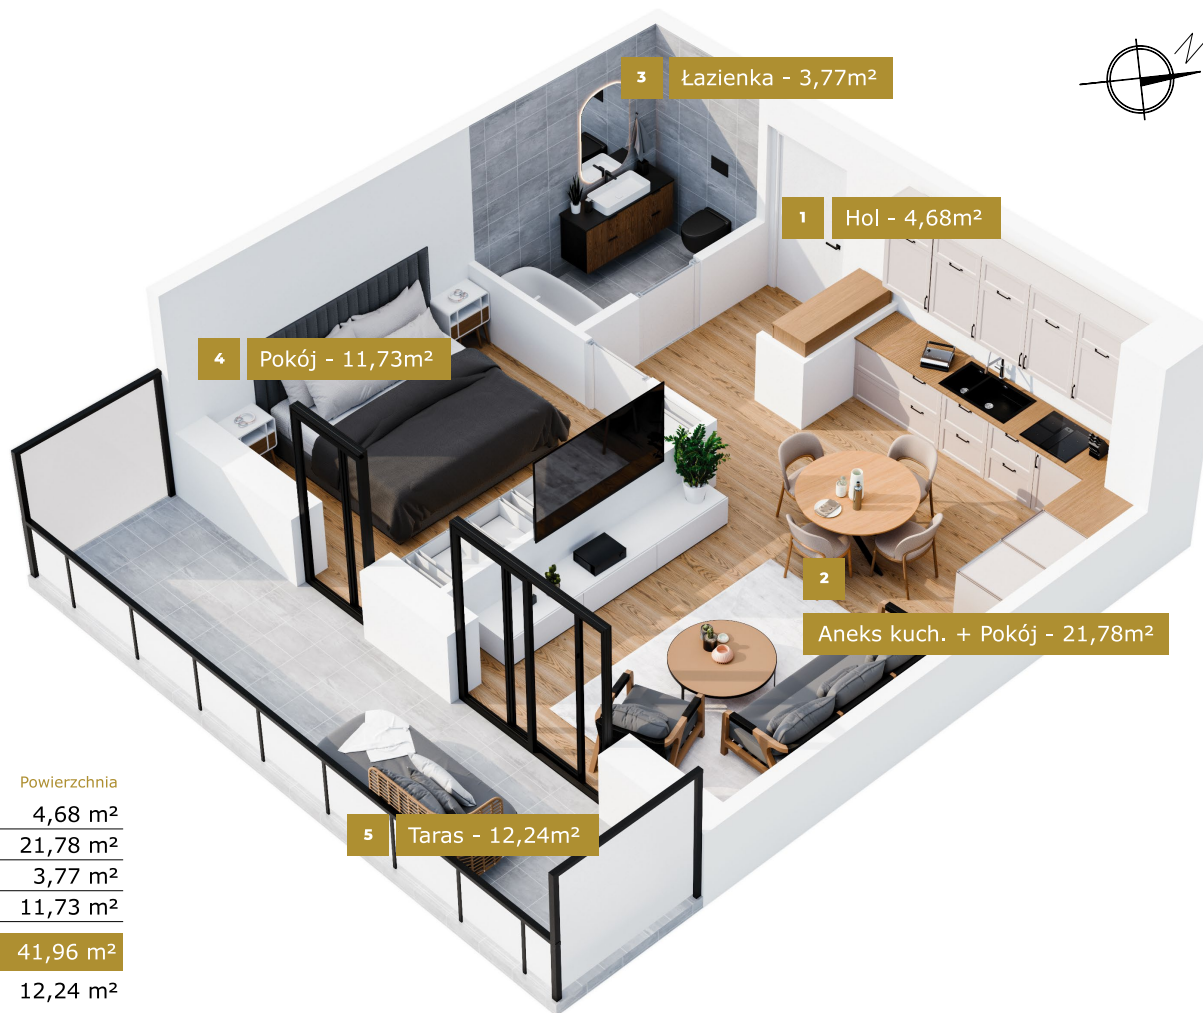 3 Łazienka - 3,77m²
N
1 Hol - 4,68m²
4 Pokój - 11,73m²
2
Aneks kuch. + Pokój - 21,78m²
5 Taras - 12,24m²
Powierzchnia
4,68 m²
21,78 m²
3,77 m²
11,73 m²
41,96 m²
12,24 m²